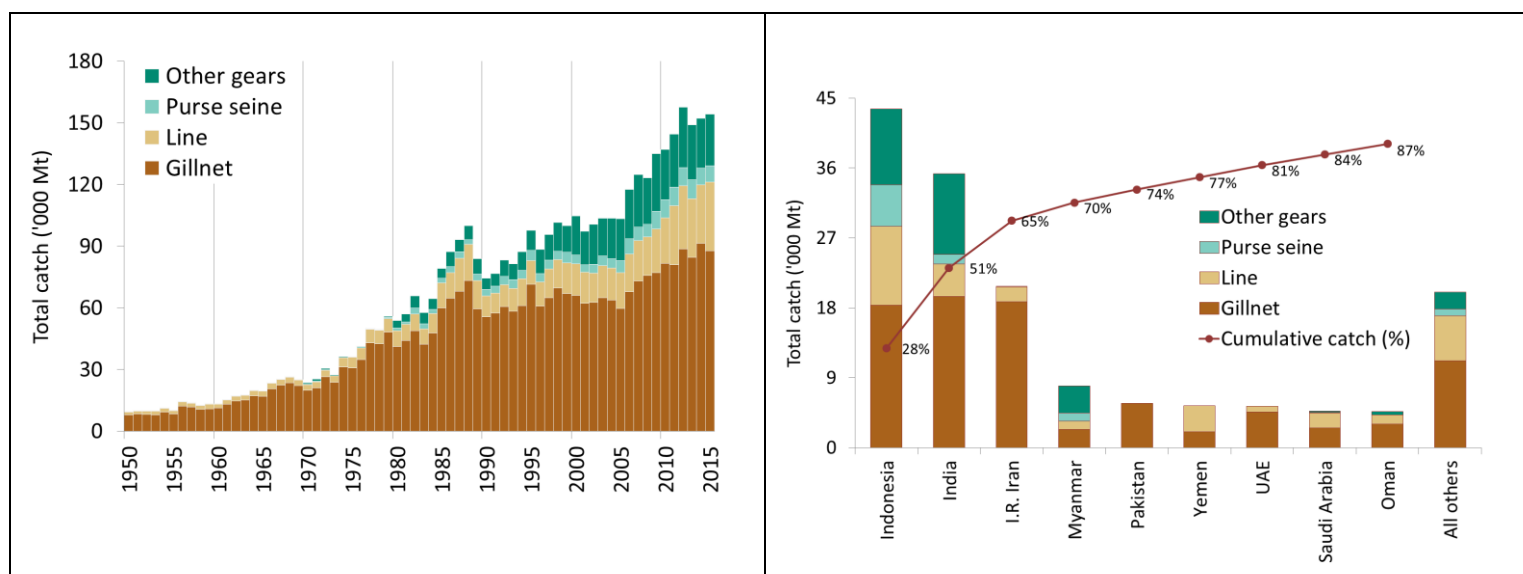 180
150
120
90
60
30
0
Total catch ('000 Mt)
Other gears
Purse seine
Line
Gillnet
1950
1955
1960
1965
1970
1975
1980
1985
1990
1995
2000
2005
2010
2015
45
36
27
18
9
0
Total catch ('000 Mt)
28%
51%
65%
70%
74%
77%
81%
84%
87%
Other gears
Purse seine
Line
Gillnet
Cumulative catch (%)
Indonesia
India
I.R. Iran
Myanmar
Pakistan
Yemen
UAE
Saudi Arabia
Oman
All others